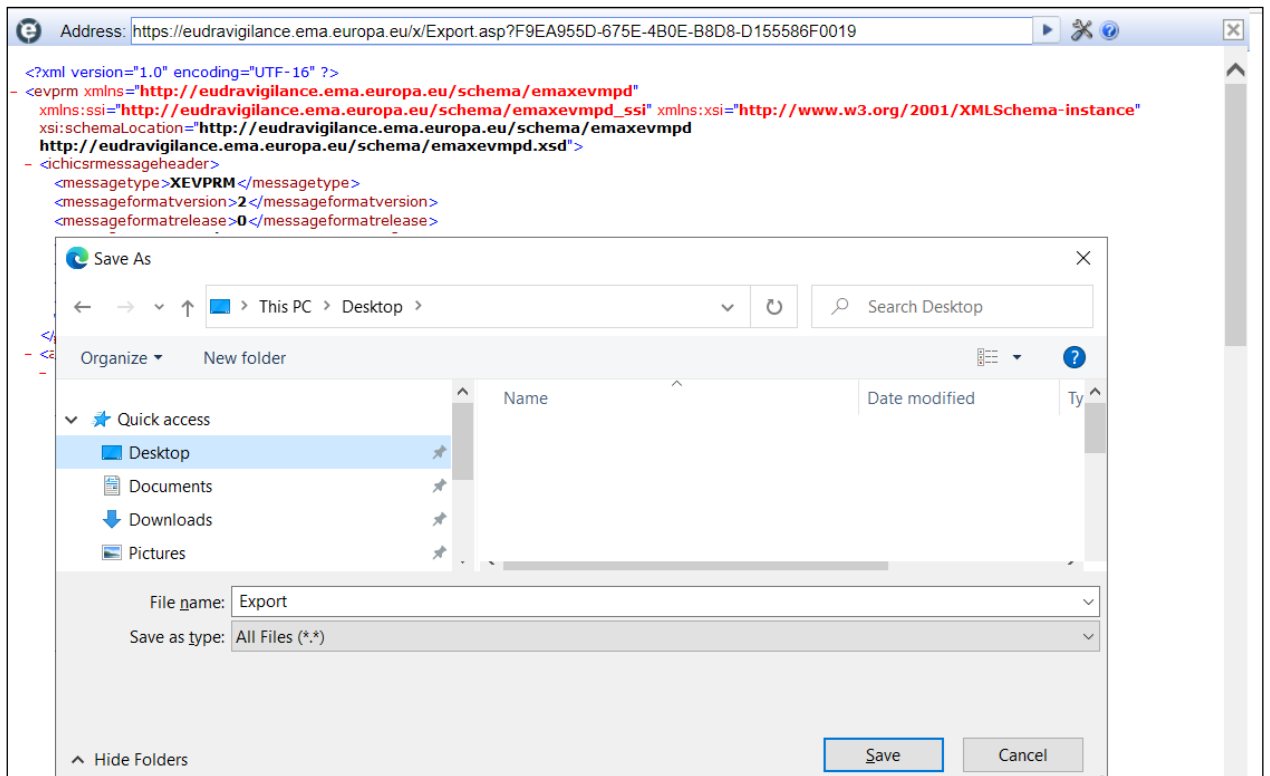 Address: https://eudravigilance.ema.europa.eu/x/Export.asp?F9EA955D-675E-4B0E-B8D8-D155586F0019
<?xml version="1.0" encoding="UTF-16" ?>
- <evprm xmlns="http://eudravigilance.ema.europa.eu/schema/emaxevmpd"
xmlns:ssi="http://eudravigilance.ema.europa.eu/schema/emaxevmpd_ssi" xmlns:xsi="http://www.w3.org/2001/XMLSchema-instance"
xsi:schemaLocation="http://eudravigilance.ema.europa.eu/schema/emaxevmpd
http://eudravigilance.ema.europa.eu/schema/emaxevmpd.xsd">
- <ichicsrmessageheader>
<messagetype>XEVPRM</messagetype>
<messageformatversion>2</messageformatversion>
<messageformatrelease>0</messageformatrelease>
Save As
This PC > Desktop >
Search Desktop
Organize
New folder
Name
Date modified
Ty
Quick access
Desktop
Documents
Downloads
Pictures
File name: Export
Save as type: All Files (*.*)
Hide Folders
Save
Cancel